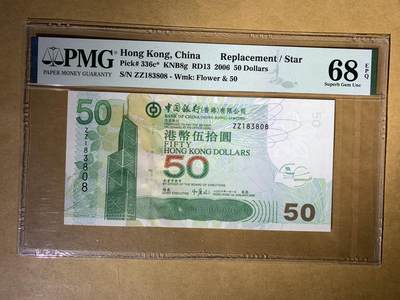 PMG
PAPER MONEY GUARANTY
Hong Kong, China Replacement / Star
Pick# 336c* KNB8g RD13 2006 50 Dollars
S/N ZZ183808 - Wmk: Flower & 50
68 EPQ
Superb Gem Unc
50
中國銀行(香港)有限公司
BANK OF CHINA (HONG KONG) LIMITED
ZZ183808
ZZ183808
港幣伍拾圓
FIFTY
HONG KONG DOLLARS
50
50